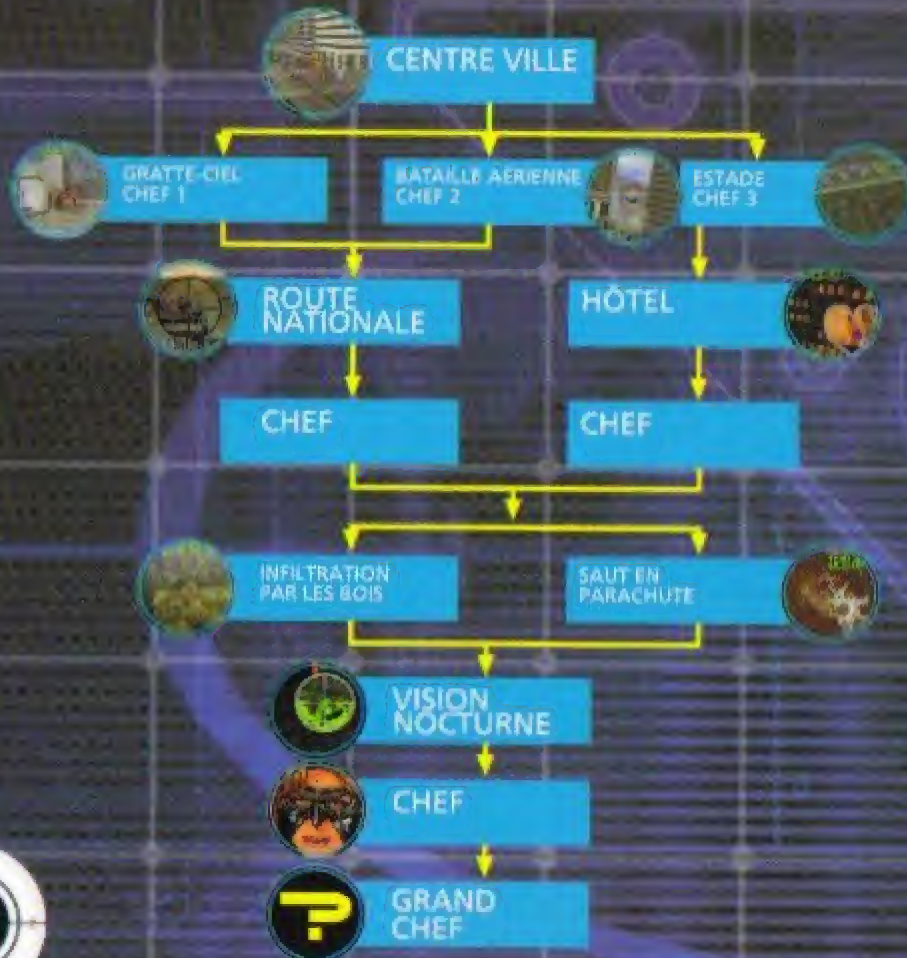 CENTRE VILLE
GRATTE-CIEL
CHEF 1
BATAILLE AERIENNE
CHEF 2
ESTADE
CHEF 3
ROUTE
NATIONALE
HÔTEL
CHEF
CHEF
INFILTRATION
PAR LES BOIS
SAUT EN
PARACHUTE
VISION
NOCTURNE
CHEF
GRAND
CHEF